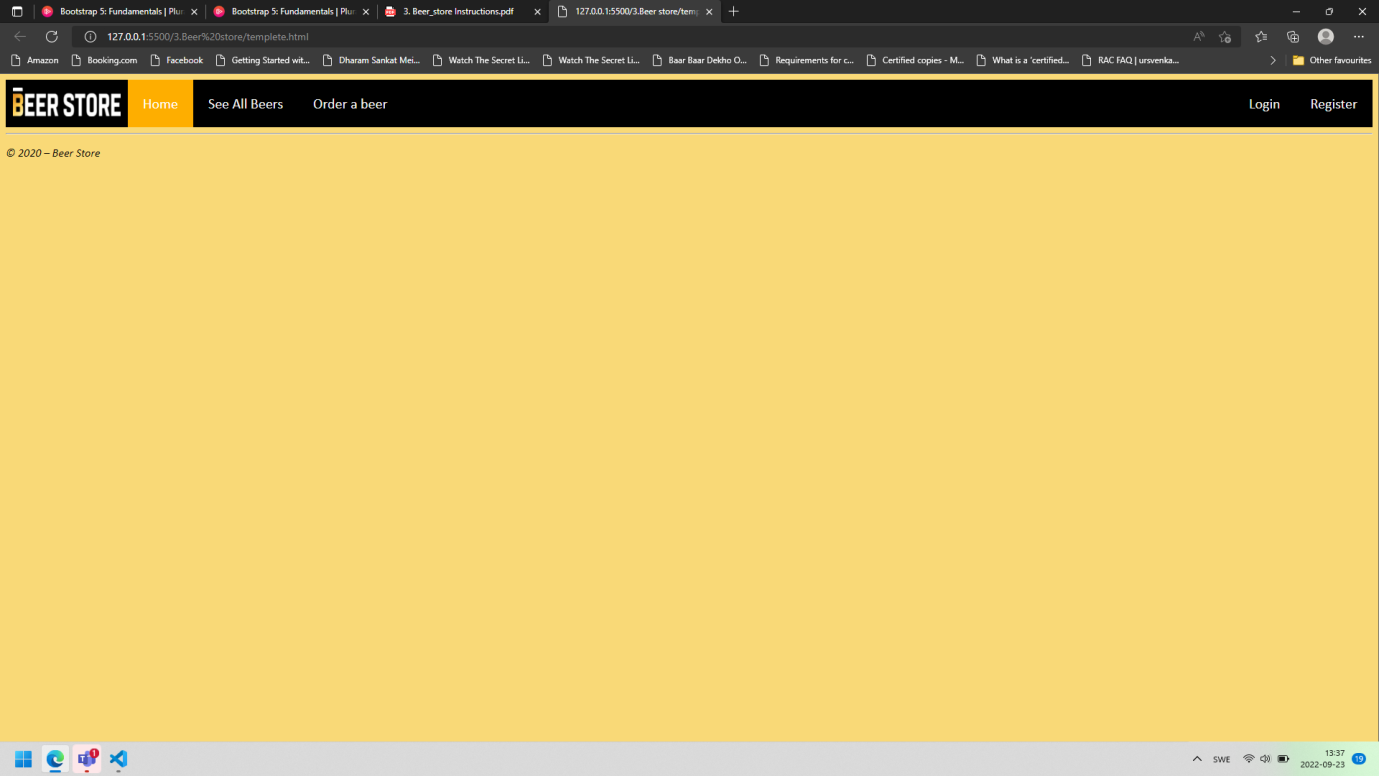 Bootstrap 5: Fundamentals | Plur
Bootstrap 5: Fundamentals | Plur
3. Beer_store Instructions.pdf
127.0.0.1:5500/3.Beer store/temp
127.0.0.1:5500/3.Beer%20store/templete.html
Amazon
Booking.com
Facebook
Getting Started wit...
Dharam Sankat Mei...
Watch The Secret Li...
Watch The Secret Li...
Baar Baar Dekho O...
Requirements for c...
Certified copies - M...
What is a 'certified...
RAC FAQ | ursvenka...
Other favourites
BEER STORE
Home
See All Beers
Order a beer
Login
Register
© 2020 – Beer Store
1
SWE
13:37
2022-09-23
19